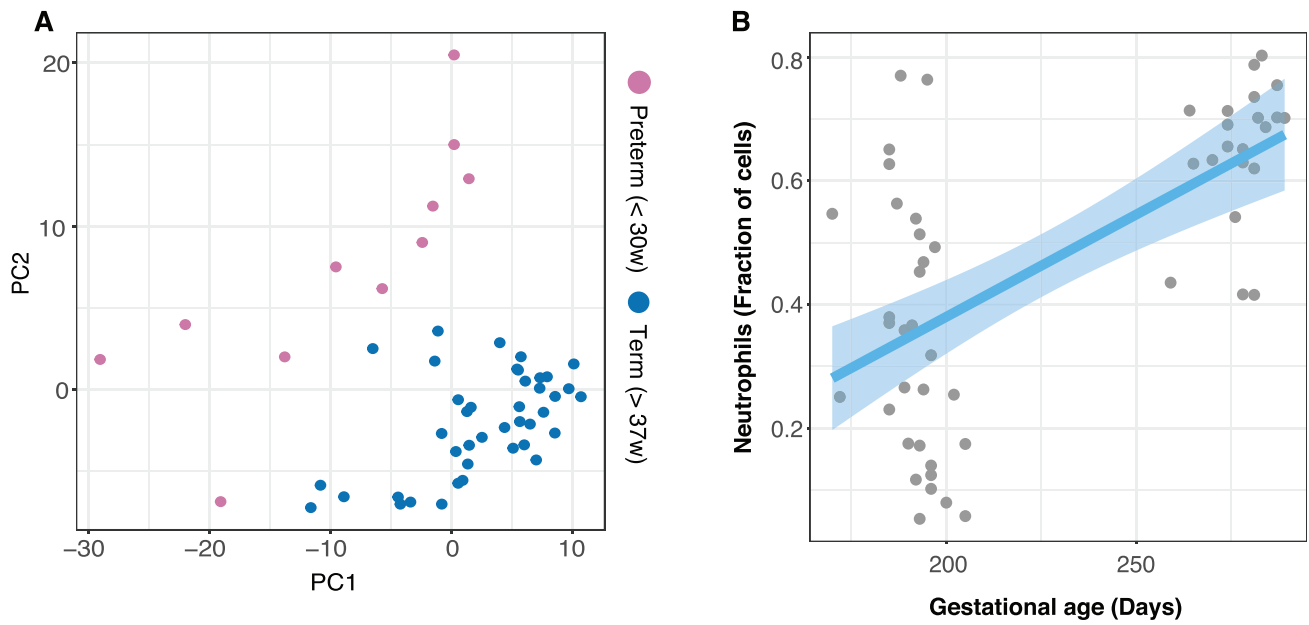 A
20
10
0
PC2
−30
−20
−10
0
10
PC1
Preterm (< 30w)
Term (> 37w)
B
0.8
0.6
0.4
0.2
Neutrophils (Fraction of cells)
200
250
Gestational age (Days)